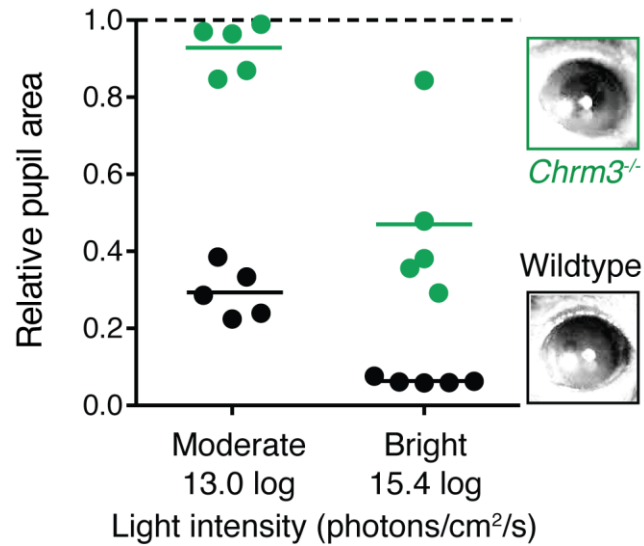 Relative pupil area
1.0
0.8
0.6
0.4
0.2
0.0
Moderate
13.0 log
Bright
15.4 log
Light intensity (photons/cm²/s)
Chrm3⁻/⁻
Wildtype